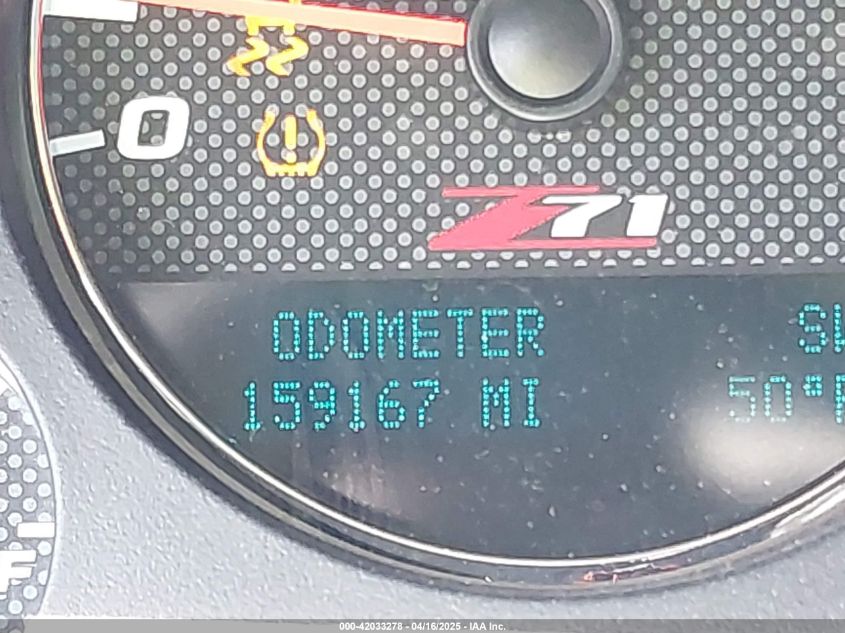 0
Z71
ODOMETER
159167 MI
50°
000-42033278 - 04/16/2025 - IAA Inc.